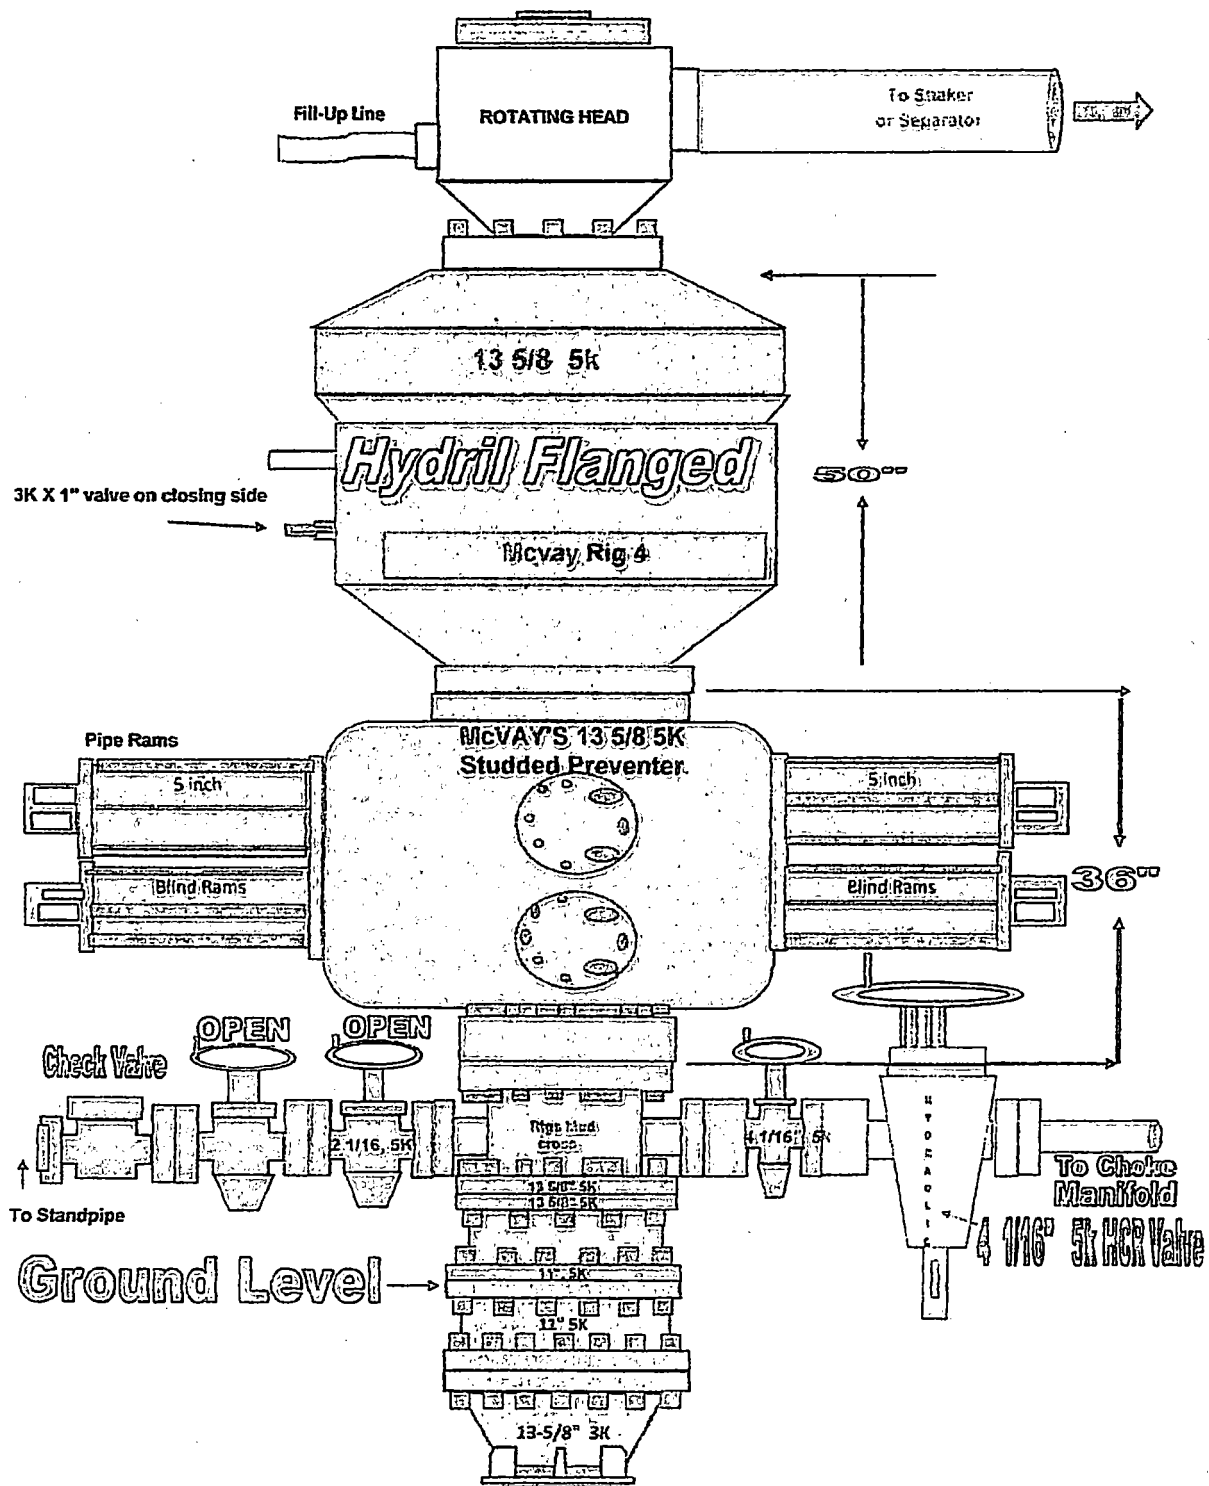 Fill-Up Line
ROTATING HEAD
To Shaker
or Separator
13 5/8 5k
Hydril Flanged
50"
3K X 1" valve on closing side
Mcvay Rig 4
Pipe Rams
McVAY'S 13 5/8 5K
Studded Preventer.
5 inch
5 inch
Blind Rams
Blind Rams
36"
OPEN
OPEN
Check Valve
2 1/16, 5K
Rigs Mud
cross
4 1/16, 5K
HYDRAULIC
To Standpipe
13 5/8" 5K
13 5/8" 5K
To Choke
Manifold
4 1/16" 5k HCR Valve
Ground Level
11" 5K
11" 5K
13-5/8" 3K